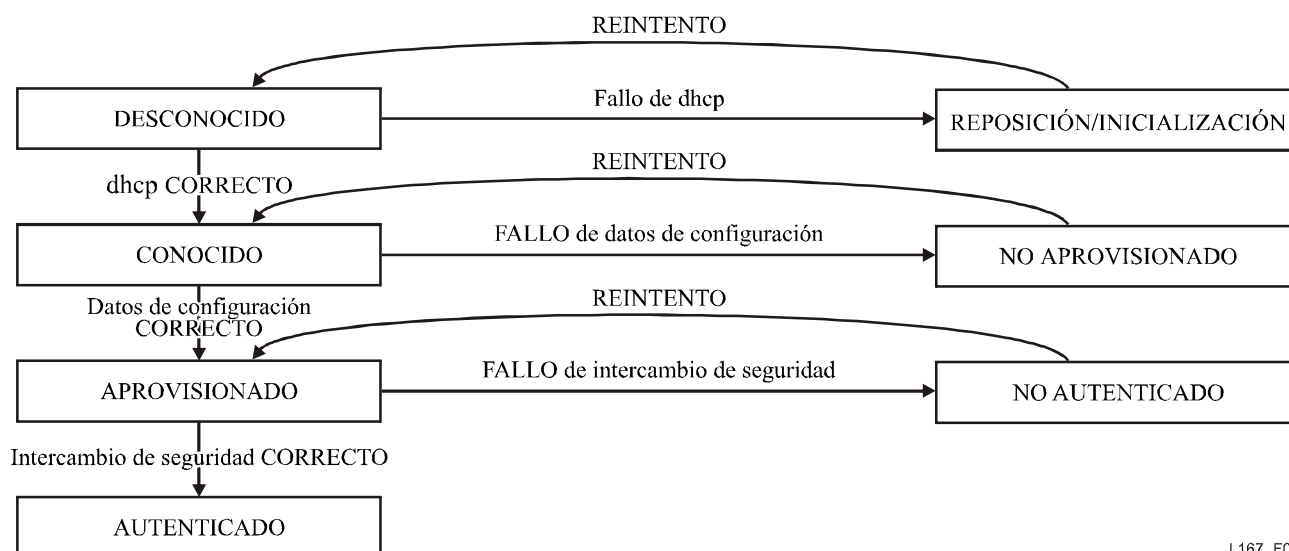 REINTENTO
DESCONOCIDO
Fallo de dhcp
REPOSICIÓN/INICIALIZACIÓN
dhcp CORRECTO
REINTENTO
CONOCIDO
FALLO de datos de configuración
NO APROVISIONADO
Datos de configuración
CORRECTO
REINTENTO
APROVISIONADO
FALLO de intercambio de seguridad
NO AUTENTICADO
Intercambio de seguridad CORRECTO
AUTENTICADO